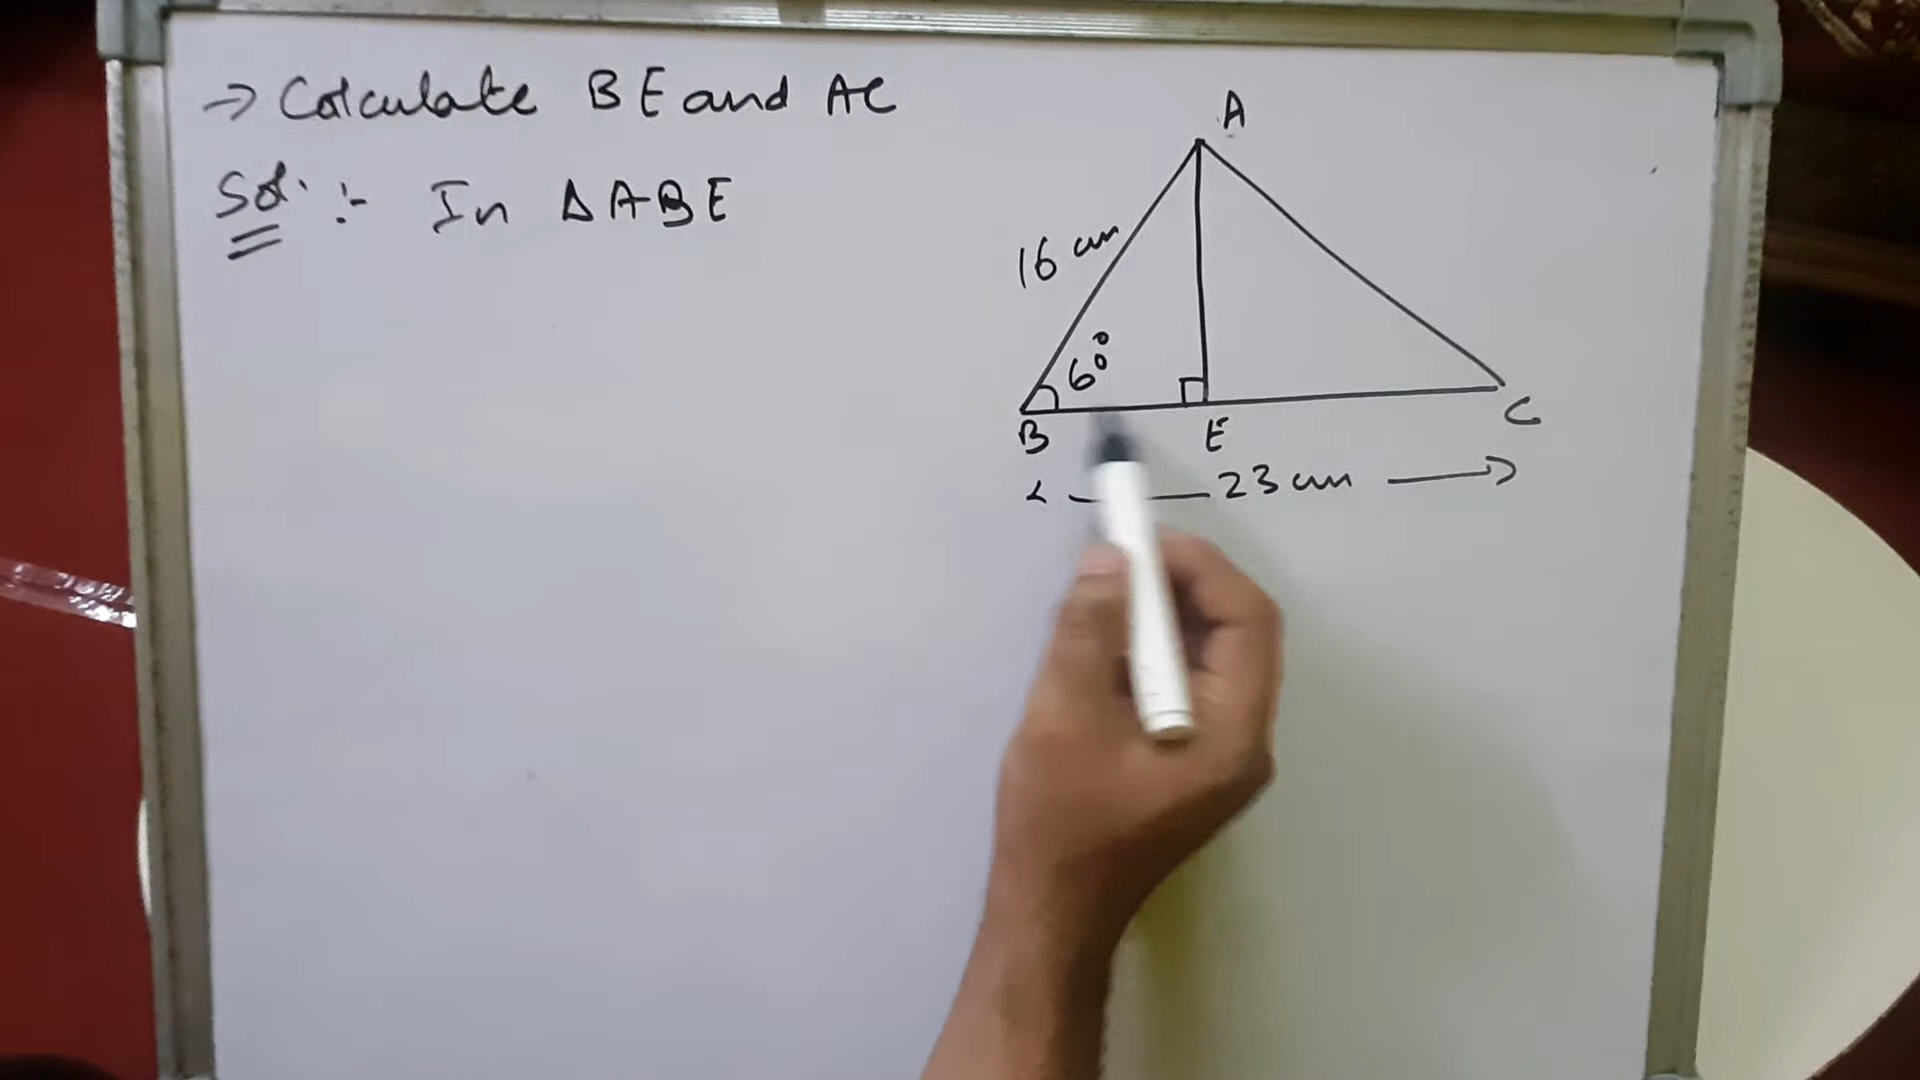 → Calculate BE and AC
Sol. :- In ΔABE
A
16 cm
60°
B
E
C
23 cm